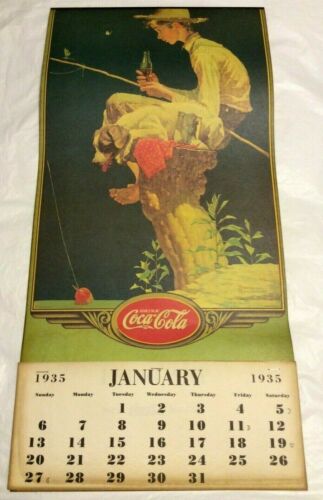 DRINK
Coca-Cola
1935 JANUARY 1935
Sunday Monday Tuesday Wednesday Thursday Friday Saturday
1 2 3 4 5
6 7 8 9 10 11 12
13 14 15 16 17 18 19
20 21 22 23 24 25 26
27 28 29 30 31